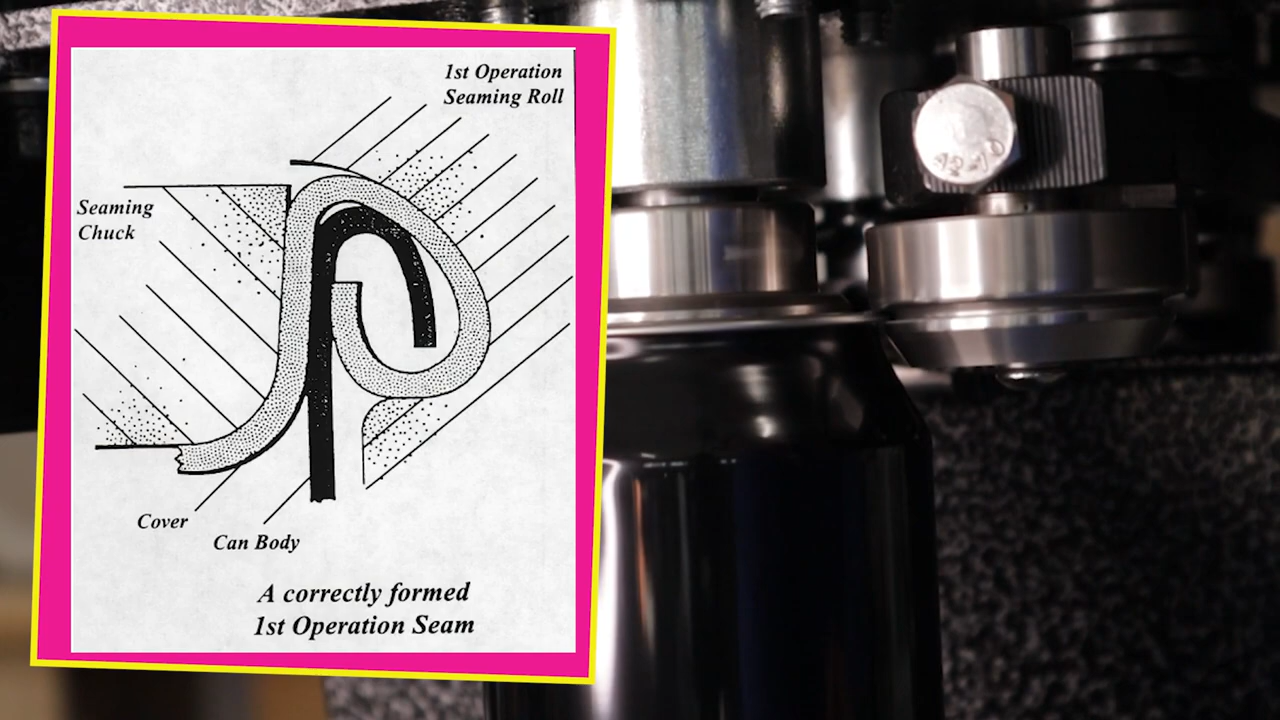 1st Operation
Seaming Roll
Seaming
Chuck
Cover
Can Body
A correctly formed
1st Operation Seam